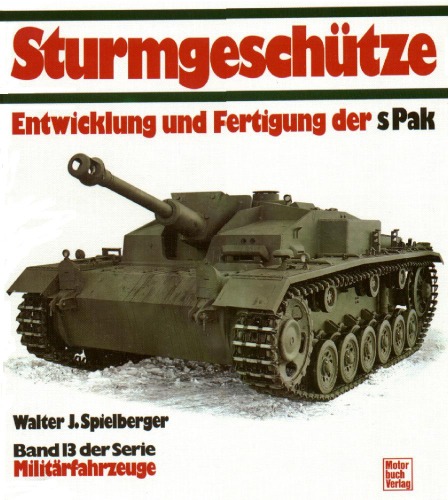 Sturmgeschütze
Entwicklung und Fertigung der sPak
Walter J. Spielberger
Band 13 der Serie
Militärfahrzeuge
Motor
buch
Verlag